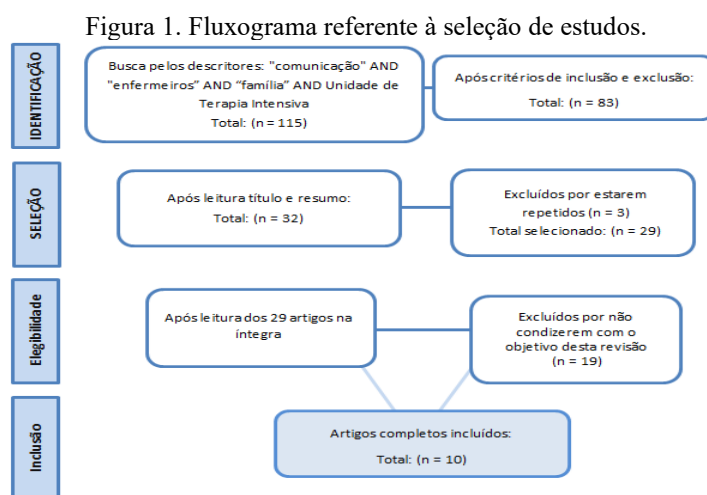 Figura 1. Fluxograma referente à seleção de estudos.
IDENTIFICAÇÃO
Busca pelos descritores: "comunicação" AND
"enfermeiros” AND “família” AND Unidade de
Terapia Intensiva
Total: (n = 115)
Após critérios de inclusão e exclusão:
Total: (n = 83)
SELEÇÃO
Após leitura título e resumo:
Total: (n = 32)
Excluídos por estarem
repetidos (n = 3)
Total selecionado: (n = 29)
Elegibilidade
Após leitura dos 29 artigos na
íntegra
Excluídos por não
condizerem com o
objetivo desta revisão
(n = 19)
Inclusão
Artigos completos incluídos:
Total: (n = 10)